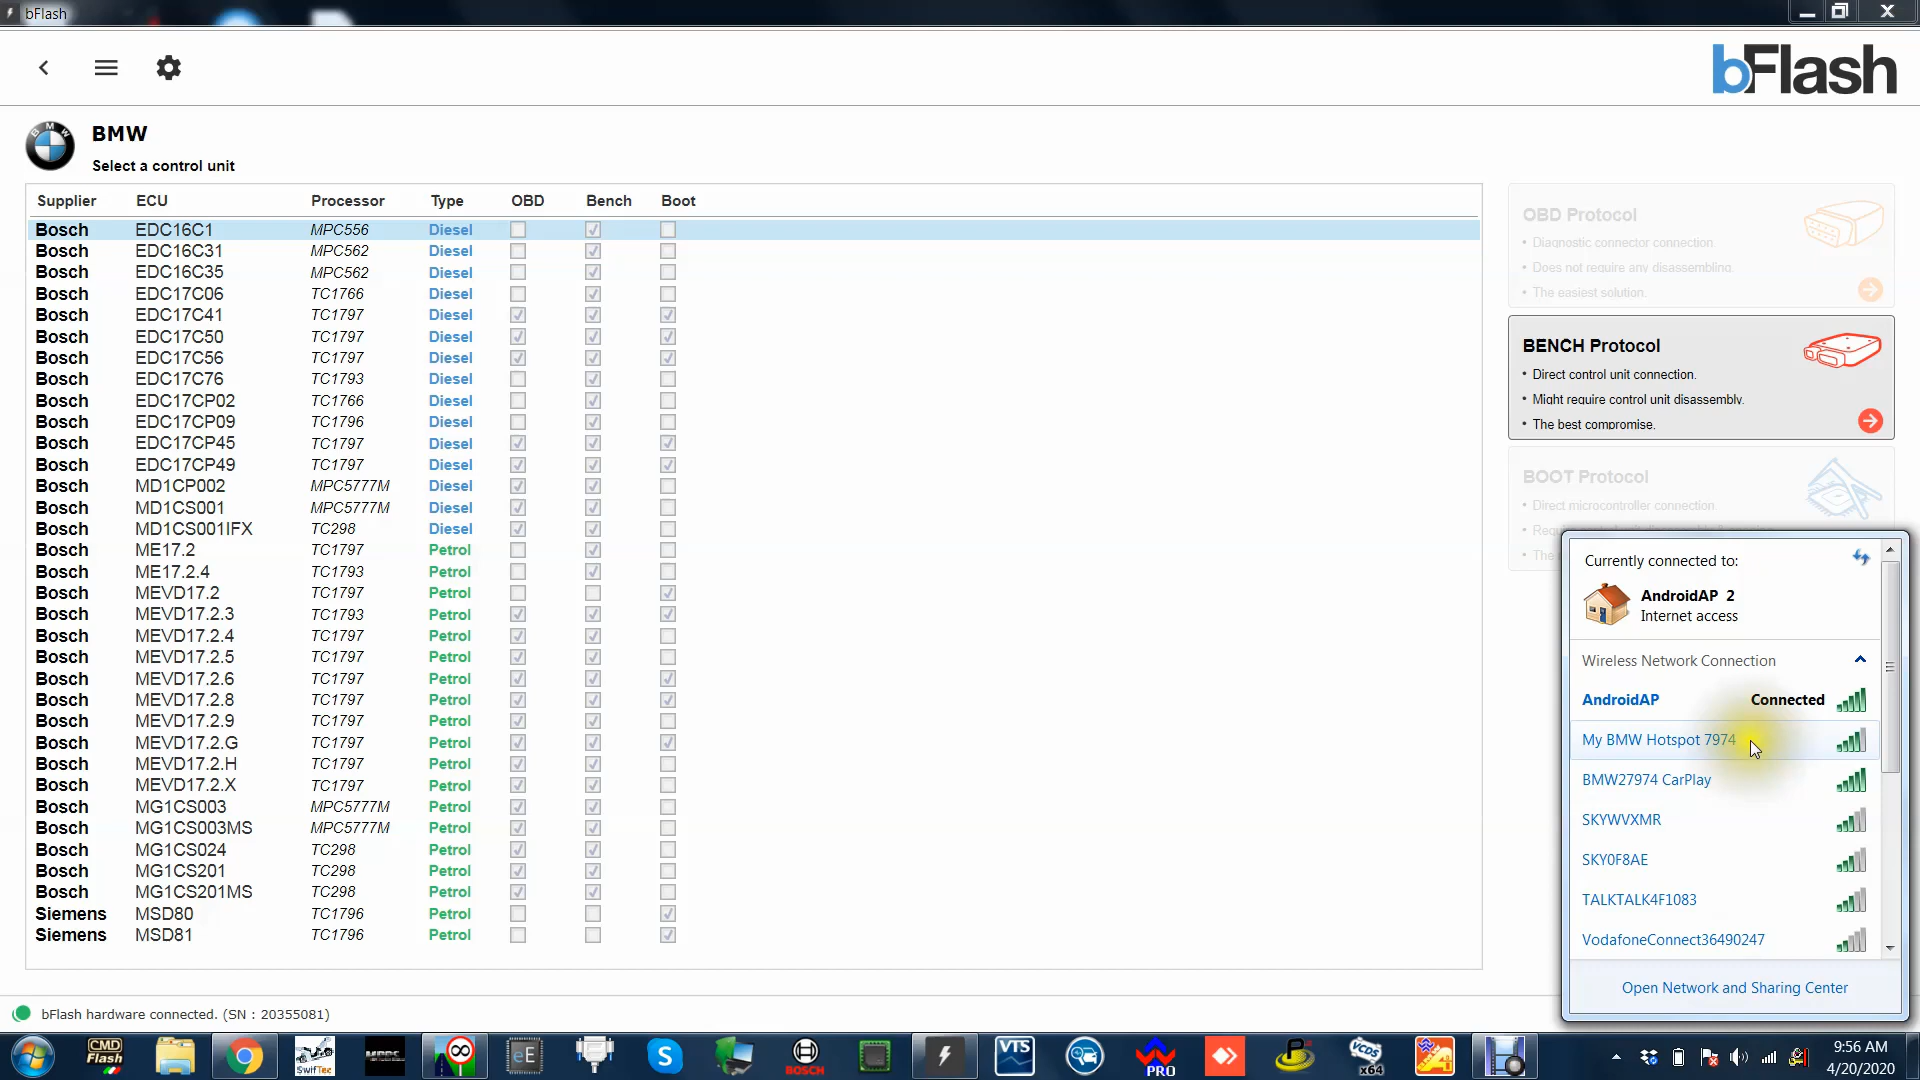 bFlash
bFlash
BMW
Select a control unit
Supplier ECU Processor Type OBD Bench Boot
Bosch EDC16C1 MPC556 Diesel
Bosch EDC16C31 MPC562 Diesel
Bosch EDC16C35 MPC562 Diesel
Bosch EDC17C06 TC1766 Diesel
Bosch EDC17C41 TC1797 Diesel
Bosch EDC17C50 TC1797 Diesel
Bosch EDC17C56 TC1797 Diesel
Bosch EDC17C76 TC1793 Diesel
Bosch EDC17CP02 TC1766 Diesel
Bosch EDC17CP09 TC1796 Diesel
Bosch EDC17CP45 TC1797 Diesel
Bosch EDC17CP49 TC1797 Diesel
Bosch MD1CP002 MPC5777M Diesel
Bosch MD1CS001 MPC5777M Diesel
Bosch MD1CS001IFX TC298 Diesel
Bosch ME17.2 TC1797 Petrol
Bosch ME17.2.4 TC1793 Petrol
Bosch MEVD17.2 TC1797 Petrol
Bosch MEVD17.2.3 TC1793 Petrol
Bosch MEVD17.2.4 TC1797 Petrol
Bosch MEVD17.2.5 TC1797 Petrol
Bosch MEVD17.2.6 TC1797 Petrol
Bosch MEVD17.2.8 TC1797 Petrol
Bosch MEVD17.2.9 TC1797 Petrol
Bosch MEVD17.2.G TC1797 Petrol
Bosch MEVD17.2.H TC1797 Petrol
Bosch MEVD17.2.X TC1797 Petrol
Bosch MG1CS003 MPC5777M Petrol
Bosch MG1CS003MS MPC5777M Petrol
Bosch MG1CS024 TC298 Petrol
Bosch MG1CS201 TC298 Petrol
Bosch MG1CS201MS TC298 Petrol
Siemens MSD80 TC1796 Petrol
Siemens MSD81 TC1796 Petrol
OBD Protocol
• Diagnostic connector connection
• Does not require any disassembling.
• The easiest solution.
BENCH Protocol
• Direct control unit connection.
• Might require control unit disassembly.
• The best compromise.
BOOT Protocol
• Direct microcontroller connection.
• The
Currently connected to:
AndroidAP 2
Internet access
Wireless Network Connection
AndroidAP Connected
My BMW Hotspot 7974
BMW27974 CarPlay
SKYWVXMR
SKY0F8AE
TALKTALK4F1083
VodafoneConnect36490247
Open Network and Sharing Center
bFlash hardware connected. (SN : 20355081)
CMD
Flash
SWIFTEC
eE
BOSCH
VTS
PRO
VCDS
x64
9:56 AM
4/20/2020